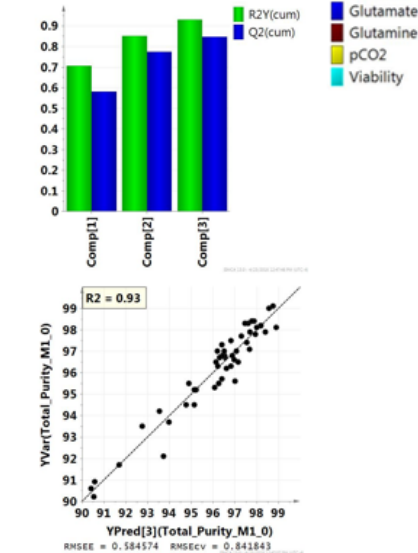 R2Y(cum)
Q2(cum)
Glutamate
Glutamine
pCO2
Viability
0.9
0.8
0.7
0.6
0.5
0.4
0.3
0.2
0.1
0
Comp[1]
Comp[2]
Comp[3]
R2 = 0.93
YVar(Total_Purity_M1_0)
99
98
97
96
95
94
93
92
91
90
90 91 92 93 94 95 96 97 98 99
YPred[3](Total_Purity_M1_0)
RMSEE = 0.584574 RMSEcv = 0.841843